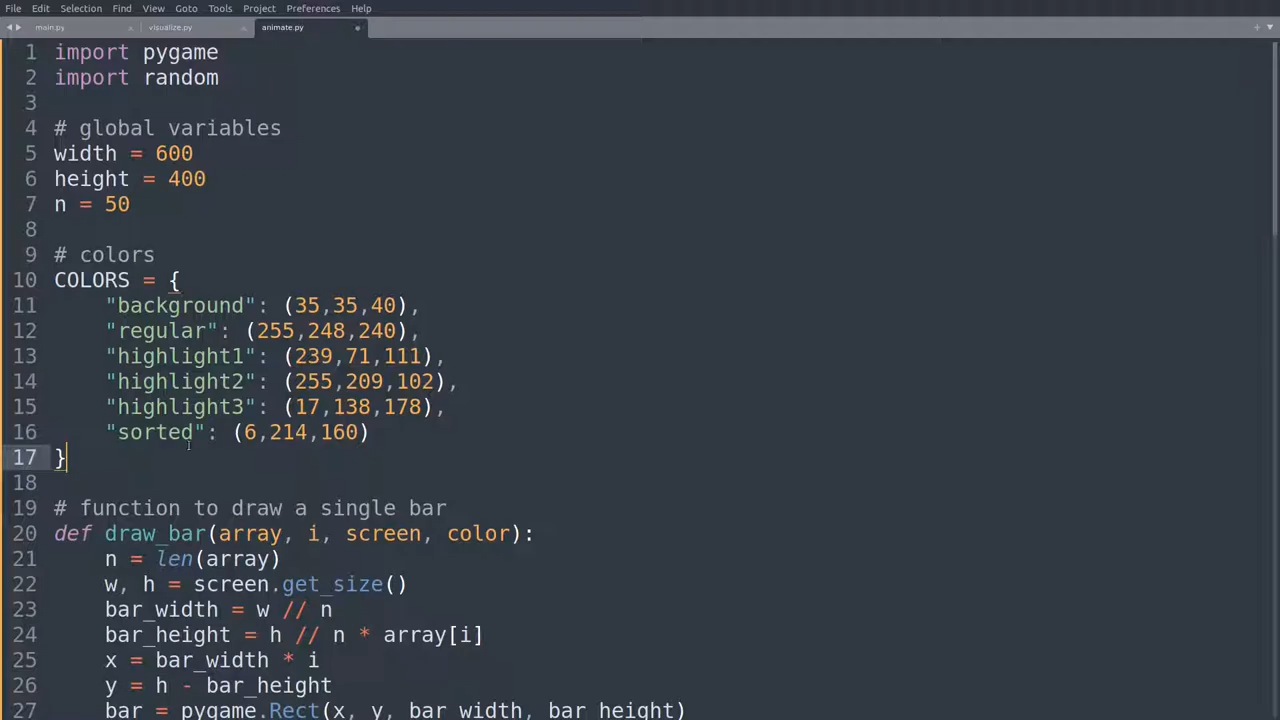 File Edit Selection Find View Goto Tools Project Preferences Help
main.py visualize.py animate.py
1 import pygame
2 import random
3
4 # global variables
5 width = 600
6 height = 400
7 n = 50
8
9 # colors
10 COLORS = {
11     "background": (35,35,40),
12     "regular": (255,248,240),
13     "highlight1": (239,71,111),
14     "highlight2": (255,209,102),
15     "highlight3": (17,138,178),
16     "sorted": (6,214,160)
17 }
18
19 # function to draw a single bar
20 def draw_bar(array, i, screen, color):
21     n = len(array)
22     w, h = screen.get_size()
23     bar_width = w // n
24     bar_height = h // n * array[i]
25     x = bar_width * i
26     y = h - bar_height
27     bar = pygame.Rect(x, y, bar_width, bar_height)